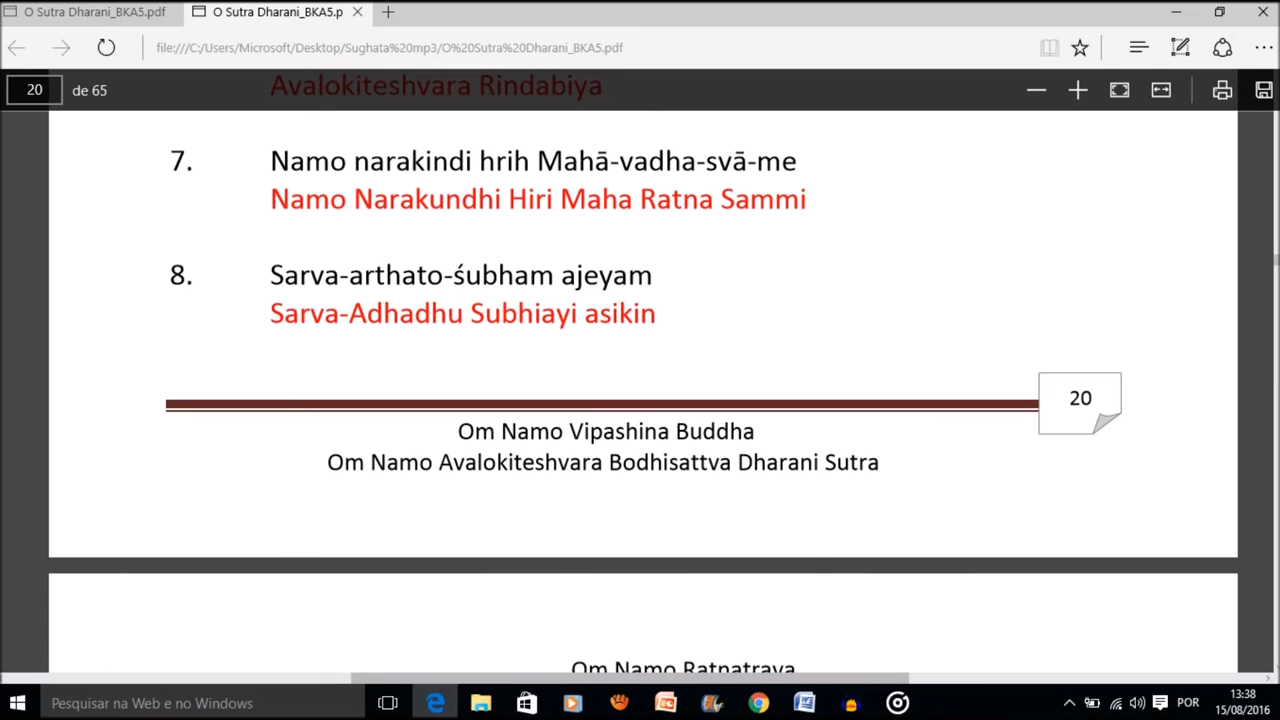 O Sutra Dharani_BKA5.pdf
O Sutra Dharani_BKA5.p
file:///C:/Users/Microsoft/Desktop/Sughata%20mp3/O%20Sutra%20Dharani_BKA5.pdf
20 de 65
Avalokiteshvara Rindabiya
7. Namo narakindi hrih Mahā-vadha-svā-me
Namo Narakundhi Hiri Maha Ratna Sammi
8. Sarva-arthato-śubham ajeyam
Sarva-Adhadhu Subhiayi asikin
20
Om Namo Vipashina Buddha
Om Namo Avalokiteshvara Bodhisattva Dharani Sutra
Om Namo Ratnatraya
Pesquisar na Web e no Windows
POR
13:38
15/08/2016